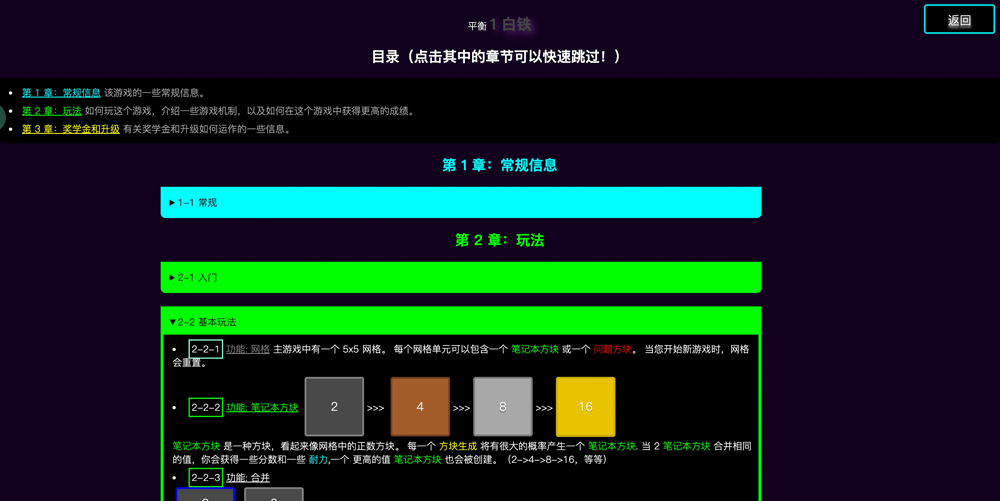 返回
平衡 1 白铁
目录（点击其中的章节可以快速跳过！）
第 1 章：常规信息 该游戏的一些常规信息。
第 2 章：玩法 如何玩这个游戏，介绍一些游戏机制，以及如何在这个游戏中获得更高的成绩。
第 3 章：奖学金和升级 有关奖学金和升级如何运作的一些信息。
第 1 章：常规信息
1-1 常规
第 2 章：玩法
2-1 入门
2-2 基本玩法
2-2-1 功能: 网格 主游戏中有一个 5x5 网格。 每个网格单元可以包含一个 笔记本方块 或一个 问题方块。 当您开始新游戏时，网格
会重置。
2-2-2 功能: 笔记本方块 2 >>> 4 >>> 8 >>> 16
笔记本方块 是一种方块，看起来像网格中的正数方块。 每一个 方块生成 将有很大的概率产生一个 笔记本方块. 当 2 笔记本方块 合并相同
的值，你会获得一些分数和一些 耐力,一个 更高的值 笔记本方块 也会被创建。（2->4->8->16，等等）
2-2-3 功能: 合并